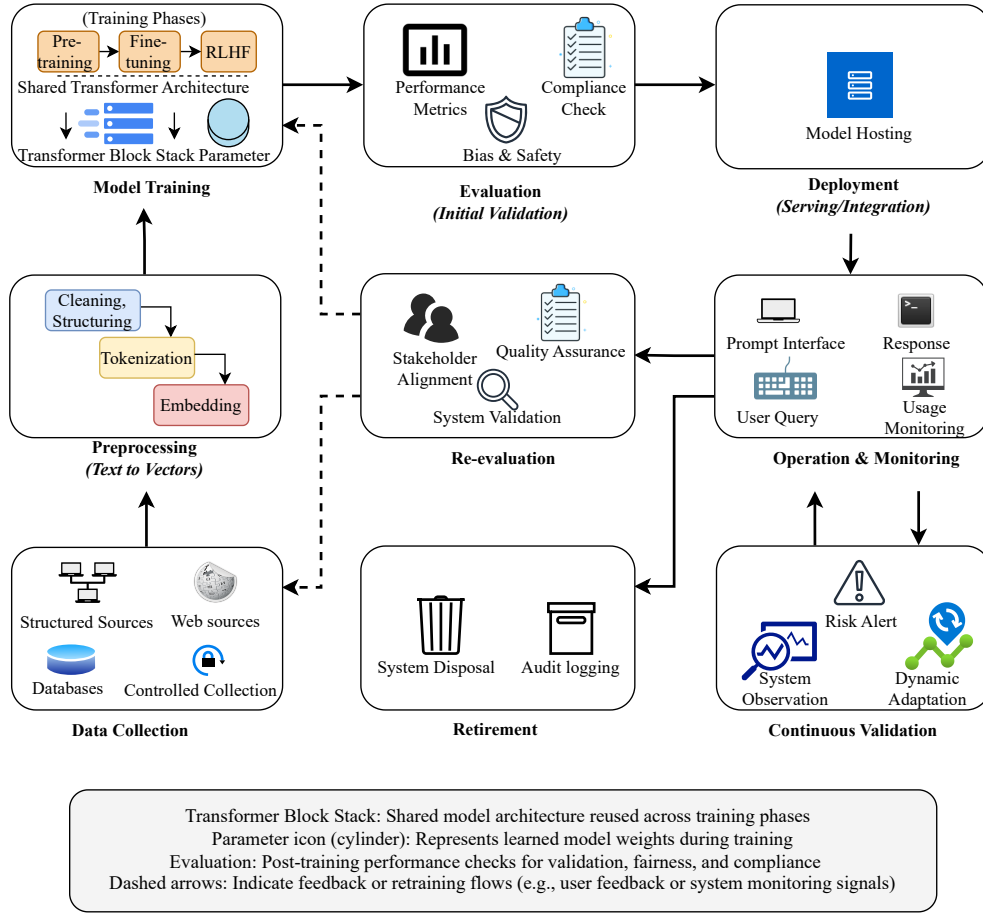 (Training Phases)
Pre-
training
Fine-
tuning
RLHF
Shared Transformer Architecture
Transformer Block Stack Parameter
Model Training
Performance
Metrics
Compliance
Check
Bias & Safety
Evaluation
(Initial Validation)
Model Hosting
Deployment
(Serving/Integration)
Cleaning,
Structuring
Tokenization
Embedding
Preprocessing
(Text to Vectors)
Stakeholder
Alignment
Quality Assurance
System Validation
Re-evaluation
Prompt Interface
Response
User Query
Usage
Monitoring
Operation & Monitoring
Structured Sources
Web sources
Databases
Controlled Collection
Data Collection
System Disposal
Audit logging
Retirement
Risk Alert
System
Observation
Dynamic
Adaptation
Continuous Validation
Transformer Block Stack: Shared model architecture reused across training phases
Parameter icon (cylinder): Represents learned model weights during training
Evaluation: Post-training performance checks for validation, fairness, and compliance
Dashed arrows: Indicate feedback or retraining flows (e.g., user feedback or system monitoring signals)